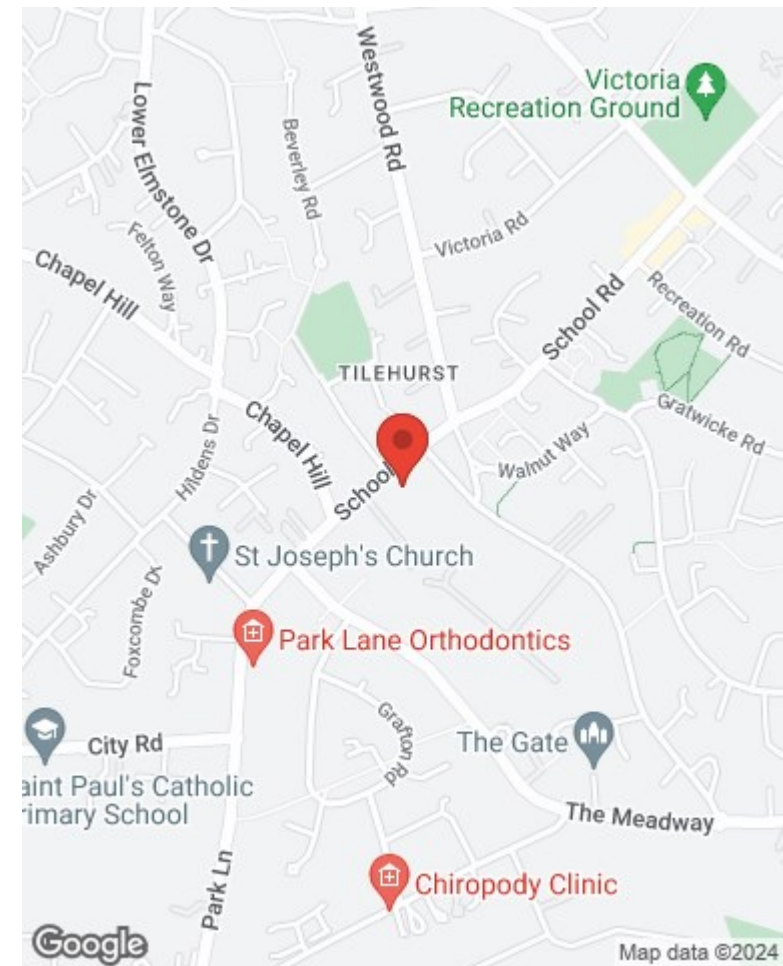 Victoria
Recreation Ground
Westwood Rd
Lower Elmstone Dr
Beverley Rd
Felton Way
Victoria Rd
Chapel Hill
School Rd
Recreation Rd
TILEHURST
Gratwicke Rd
Chapel Hill
Hildens Dr
Walnut Way
School
Ashbury Dr
St Joseph's Church
Foxcombe Dr
Park Lane Orthodontics
Grafton Rd
City Rd
The Gate
aint Paul's Catholic
rimary School
The Meadway
Park Ln
Chiropody Clinic
Google
Map data ©2024